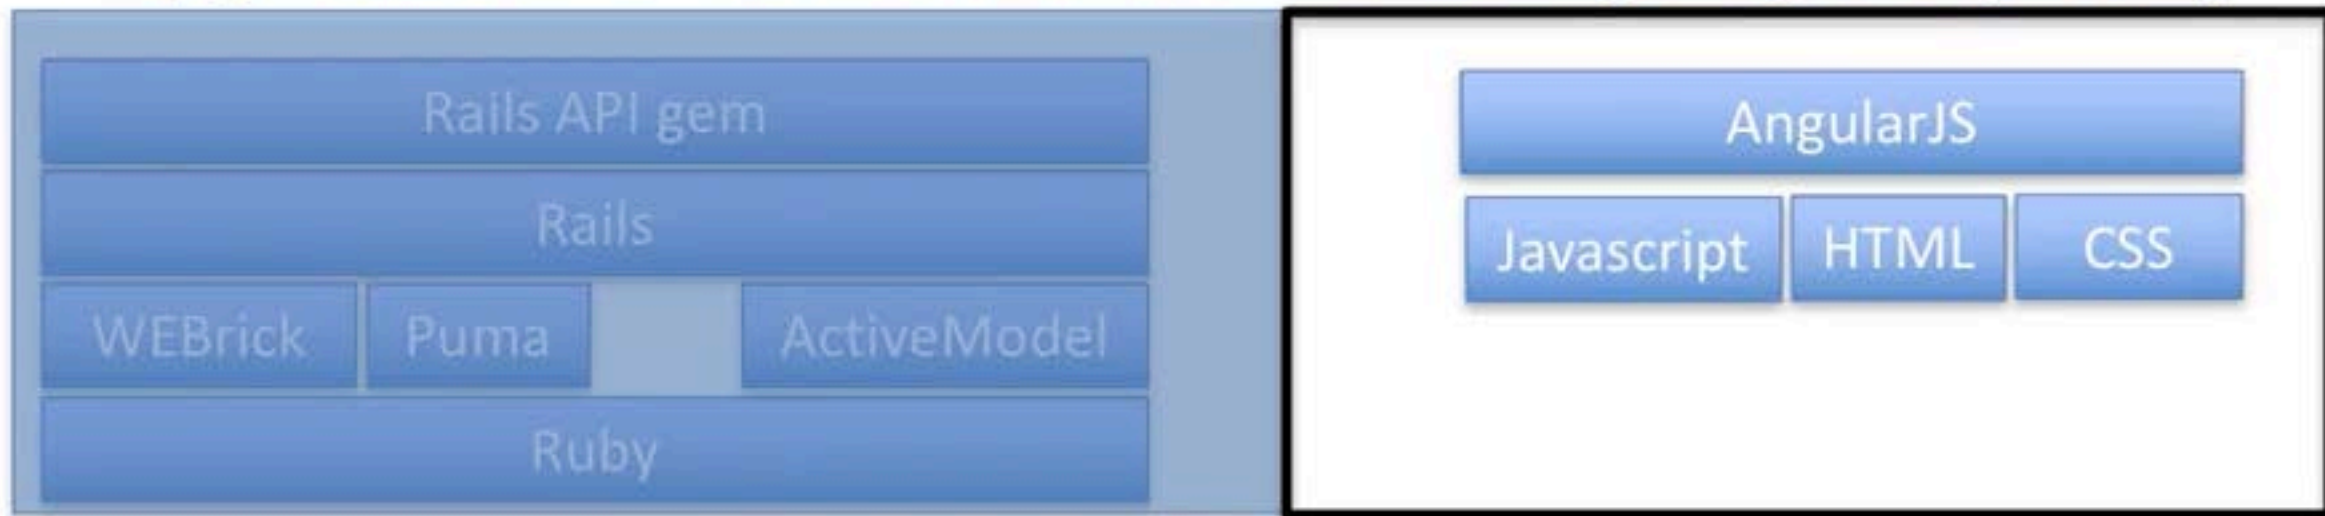 Rails API gem
Rails
WEBrick Puma ActiveModel
Ruby
AngularJS
Javascript HTML CSS